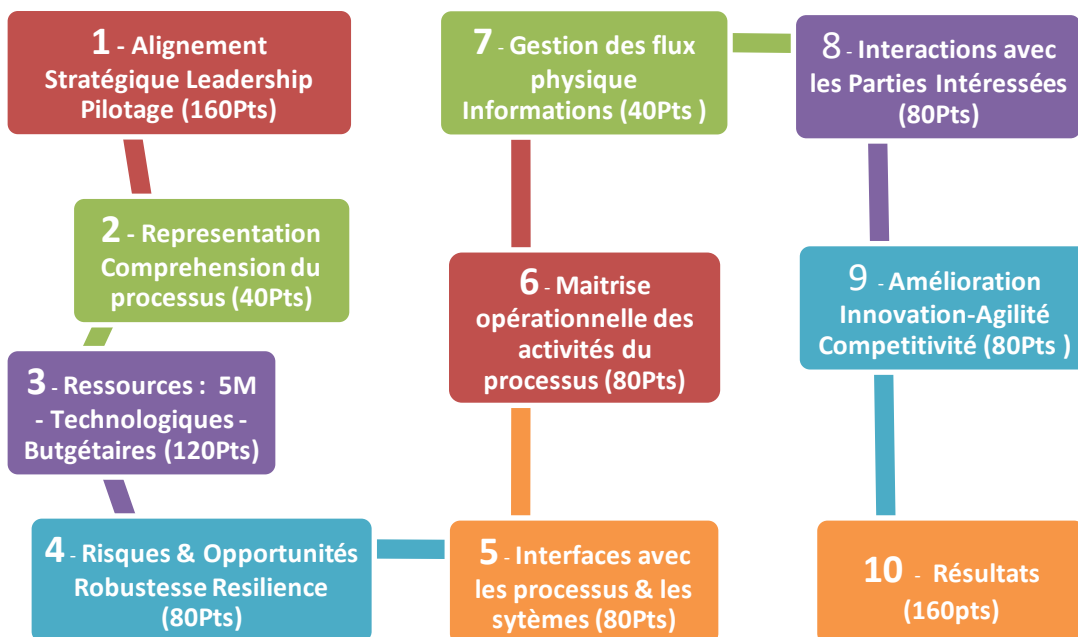 1 - Alignement
Stratégique Leadership
Pilotage (160Pts)
2 - Representation
Comprehension du
processus (40Pts)
3 - Ressources : 5M
- Technologiques -
Butgétaires (120Pts)
4 - Risques & Opportunités
Robustesse Resilience
(80Pts)
5 - Interfaces avec
les processus & les
sytèmes (80Pts)
6 - Maitrise
opérationnelle des
activités du
processus (80Pts)
7 - Gestion des flux
physique
Informations (40Pts )
8 - Interactions avec
les Parties Intéressées
(80Pts)
9 - Amélioration
Innovation-Agilité
Competitivité (80Pts )
10 - Résultats
(160pts)